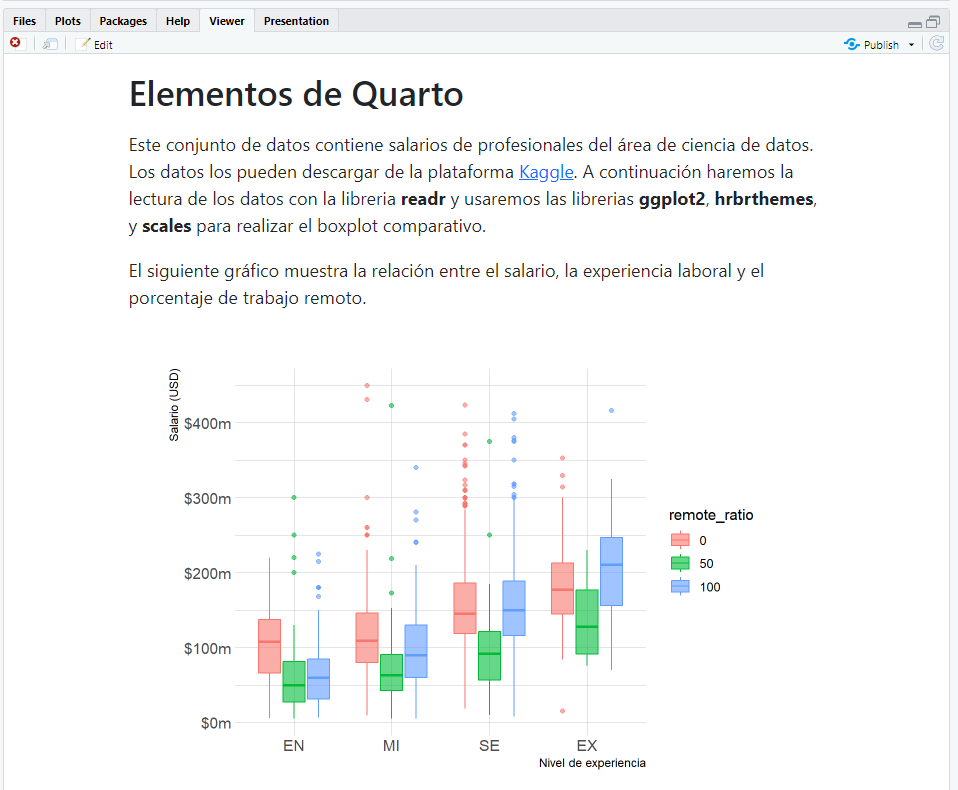 Files Plots Packages Help Viewer Presentation
Edit Publish
Elementos de Quarto
Este conjunto de datos contiene salarios de profesionales del área de ciencia de datos.
Los datos los pueden descargar de la plataforma Kaggle. A continuación haremos la
lectura de los datos con la libreria readr y usaremos las librerias ggplot2, hrbrthemes,
y scales para realizar el boxplot comparativo.
El siguiente gráfico muestra la relación entre el salario, la experiencia laboral y el
porcentaje de trabajo remoto.
Salario (USD)
$400m
$300m
$200m
$100m
$0m
EN MI SE EX
Nivel de experiencia
remote_ratio
0
50
100